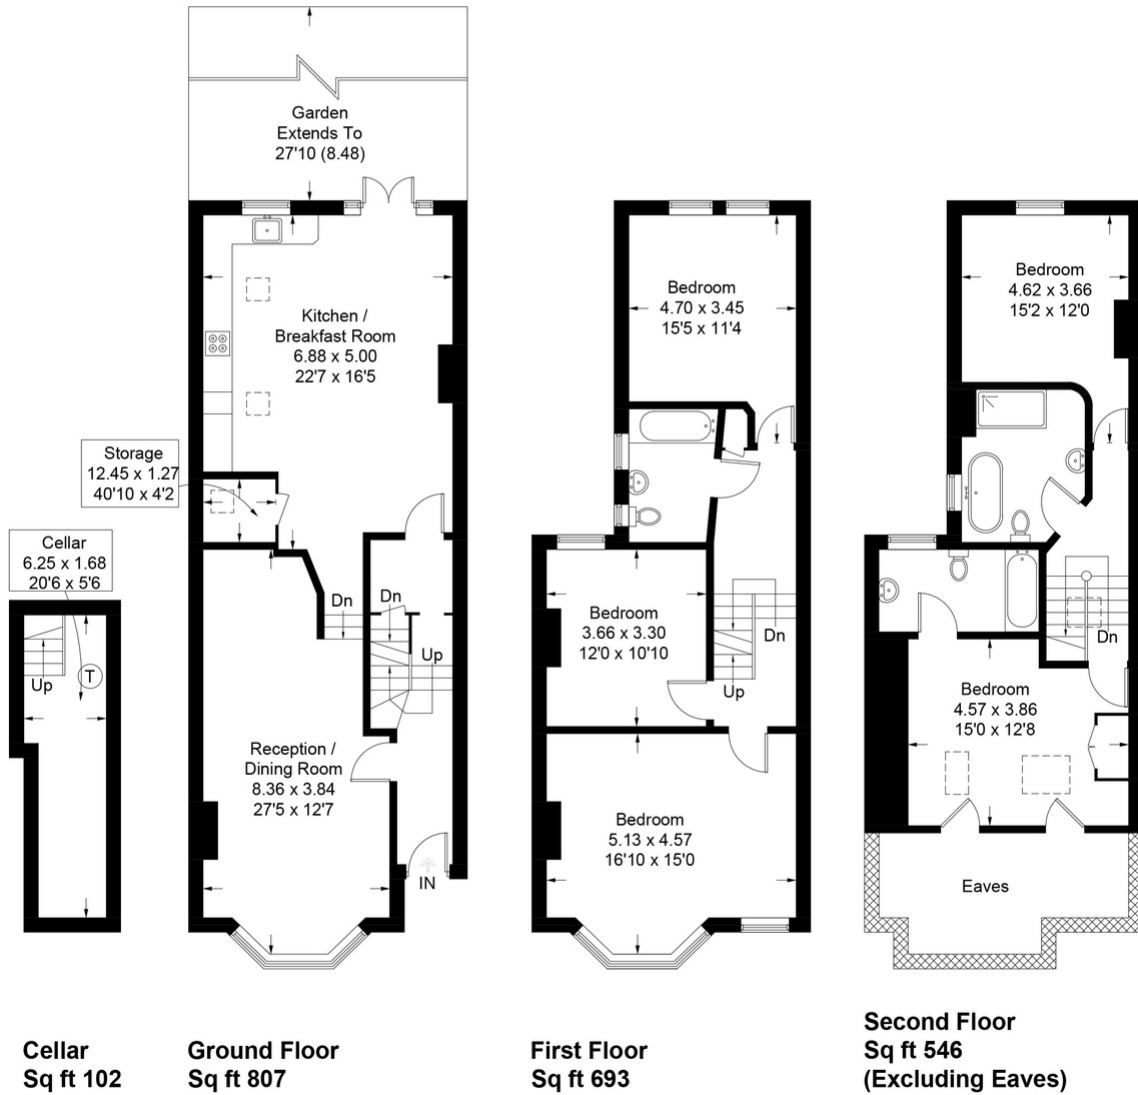 Garden
Extends To
27'10 (8.48)
Kitchen /
Breakfast Room
6.88 x 5.00
22'7 x 16'5
Storage
12.45 x 1.27
40'10 x 4'2
Cellar
6.25 x 1.68
20'6 x 5'6
Up
T
Dn
Dn
Up
Reception /
Dining Room
8.36 x 3.84
27'5 x 12'7
IN
Bedroom
4.70 x 3.45
15'5 x 11'4
Bedroom
3.66 x 3.30
12'0 x 10'10
Dn
Up
Bedroom
5.13 x 4.57
16'10 x 15'0
Bedroom
4.62 x 3.66
15'2 x 12'0
Dn
Bedroom
4.57 x 3.86
15'0 x 12'8
Eaves
Cellar
Sq ft 102
Ground Floor
Sq ft 807
First Floor
Sq ft 693
Second Floor
Sq ft 546
(Excluding Eaves)